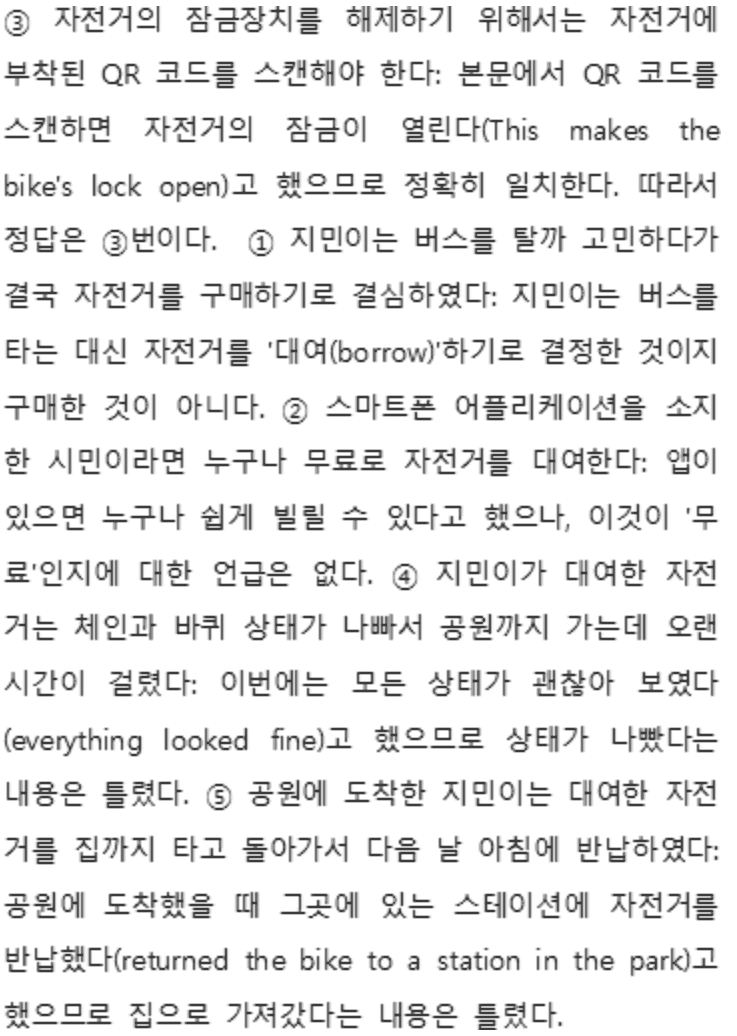 ③ 자전거의 잠금장치를 해제하기 위해서는 자전거에
부착된 QR 코드를 스캔해야 한다: 본문에서 QR 코드를
스캔하면 자전거의 잠금이 열린다(This makes the
bike's lock open)고 했으므로 정확히 일치한다. 따라서
정답은 ③번이다. ① 지민이는 버스를 탈까 고민하다가
결국 자전거를 구매하기로 결심하였다: 지민이는 버스를
타는 대신 자전거를 '대여(borrow)'하기로 결정한 것이지
구매한 것이 아니다. ② 스마트폰 어플리케이션을 소지
한 시민이라면 누구나 무료로 자전거를 대여한다: 앱이
있으면 누구나 쉽게 빌릴 수 있다고 했으나, 이것이 '무
료'인지에 대한 언급은 없다. ④ 지민이가 대여한 자전
거는 체인과 바퀴 상태가 나빠서 공원까지 가는데 오랜
시간이 걸렸다: 이번에는 모든 상태가 괜찮아 보였다
(everything looked fine)고 했으므로 상태가 나빴다는
내용은 틀렸다. ⑤ 공원에 도착한 지민이는 대여한 자전
거를 집까지 타고 돌아가서 다음 날 아침에 반납하였다:
공원에 도착했을 때 그곳에 있는 스테이션에 자전거를
반납했다(returned the bike to a station in the park)고
했으므로 집으로 가져갔다는 내용은 틀렸다.